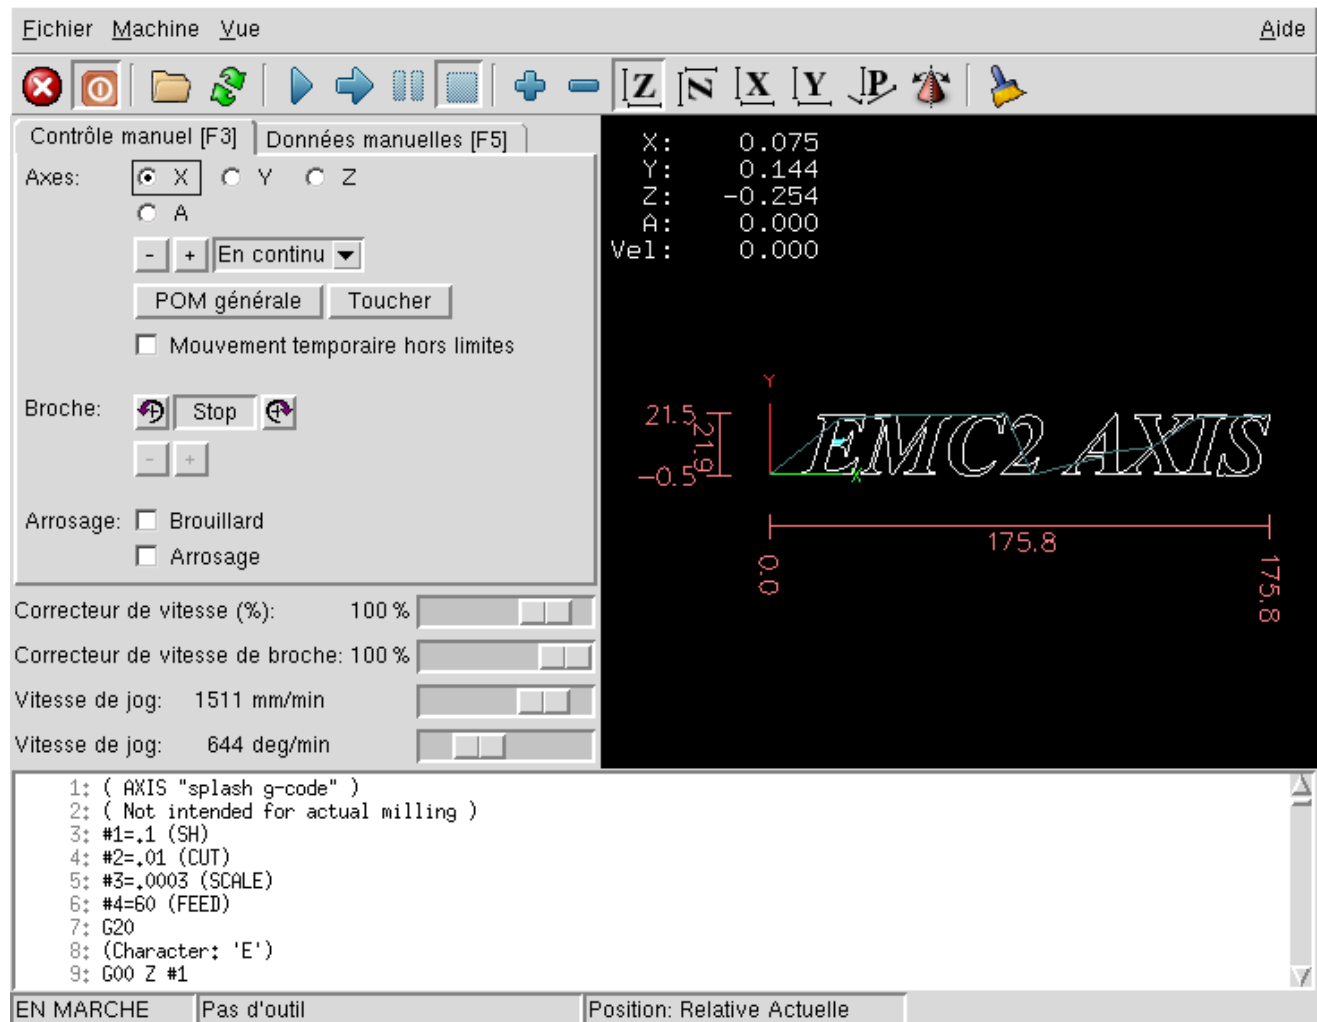 Fichier Machine Vue Aide
Z N X Y P
Contrôle manuel [F3] Données manuelles [F5]
Axes: X Y Z
A
- + En continu
POM générale Toucher
Mouvement temporaire hors limites
Broche: Stop
- +
Arrosage: Brouillard
Arrosage
Correcteur de vitesse (%): 100 %
Correcteur de vitesse de broche: 100 %
Vitesse de jog: 1511 mm/min
Vitesse de jog: 644 deg/min
X: 0.075
Y: 0.144
Z: -0.254
A: 0.000
Vel: 0.000
Y
21.5
21.9
-0.5
EMC2 AXIS
X
175.8
0.0
175.8
1: ( AXIS "splash g-code" )
2: ( Not intended for actual milling )
3: #1=.1 (SH)
4: #2=.01 (CUT)
5: #3=.0003 (SCALE)
6: #4=60 (FEED)
7: G20
8: (Character: 'E')
9: G00 Z #1
EN MARCHE Pas d'outil Position: Relative Actuelle